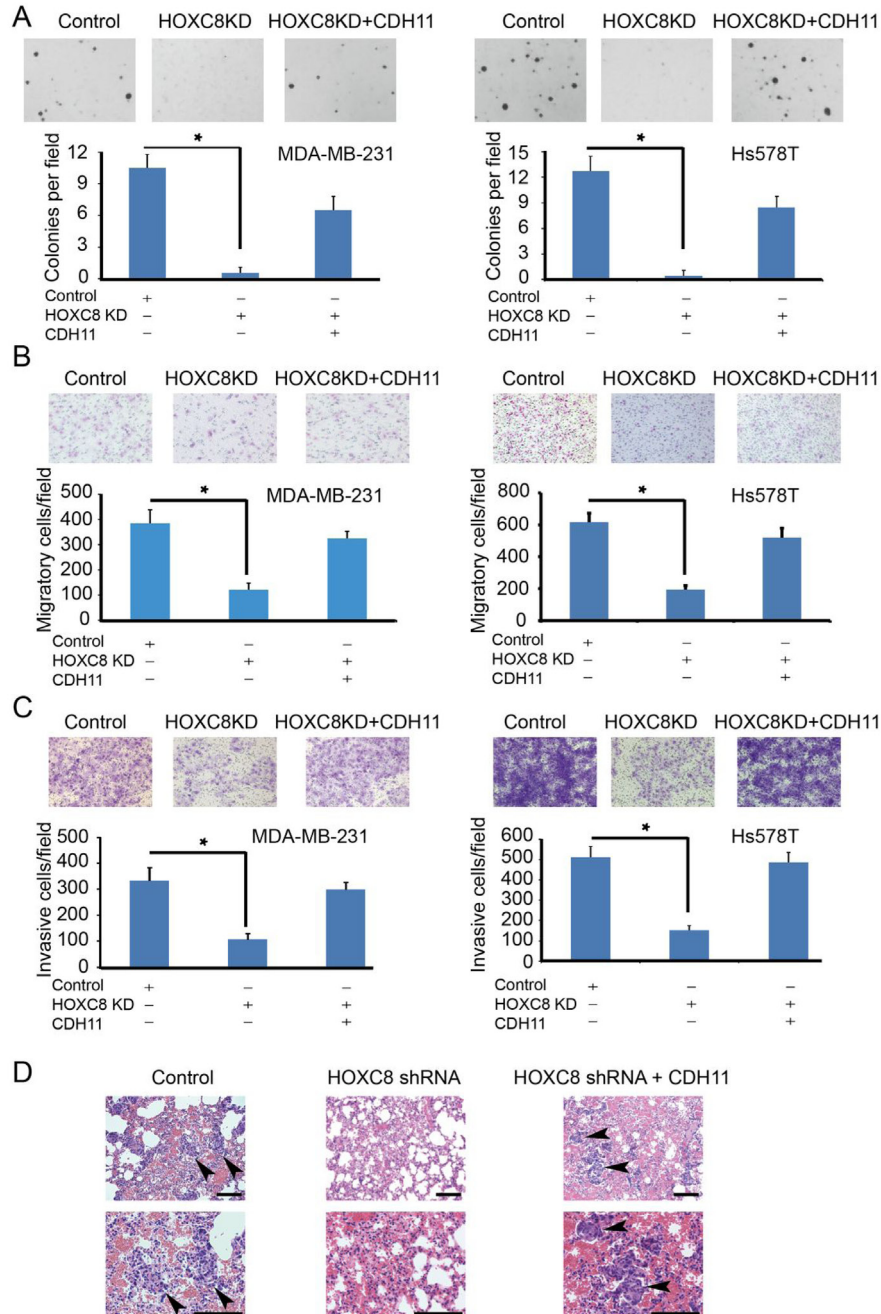 A
Control HOXC8KD HOXC8KD+CDH11
Control HOXC8KD HOXC8KD+CDH11
*
MDA-MB-231
Colonies per field
12
9
6
3
0
Control + – –
HOXC8 KD – + +
CDH11 – – +
*
Hs578T
Colonies per field
15
12
9
6
3
0
Control + – –
HOXC8 KD – + +
CDH11 – – +
B
Control HOXC8KD HOXC8KD+CDH11
Control HOXC8KD HOXC8KD+CDH11
*
MDA-MB-231
Migratory cells/field
500
400
300
200
100
0
Control + – –
HOXC8 KD – + +
CDH11 – – +
*
Hs578T
Migratory cells/field
800
600
400
200
0
Control + – –
HOXC8 KD – + +
CDH11 – – +
C
Control HOXC8KD HOXC8KD+CDH11
Control HOXC8KD HOXC8KD+CDH11
*
MDA-MB-231
Invasive cells/field
500
400
300
200
100
0
Control + – –
HOXC8 KD – + +
CDH11 – – +
*
Hs578T
Invasive cells/field
600
500
400
300
200
100
0
Control + – –
HOXC8 KD – + +
CDH11 – – +
D
Control HOXC8 shRNA HOXC8 shRNA + CDH11